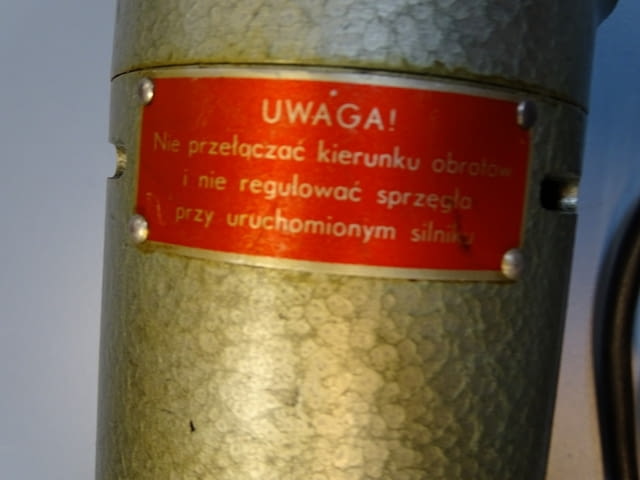 UWAGA!
Nie przełączać kierunku obrotów
i nie regulować sprzęgła
przy uruchomionym silniku